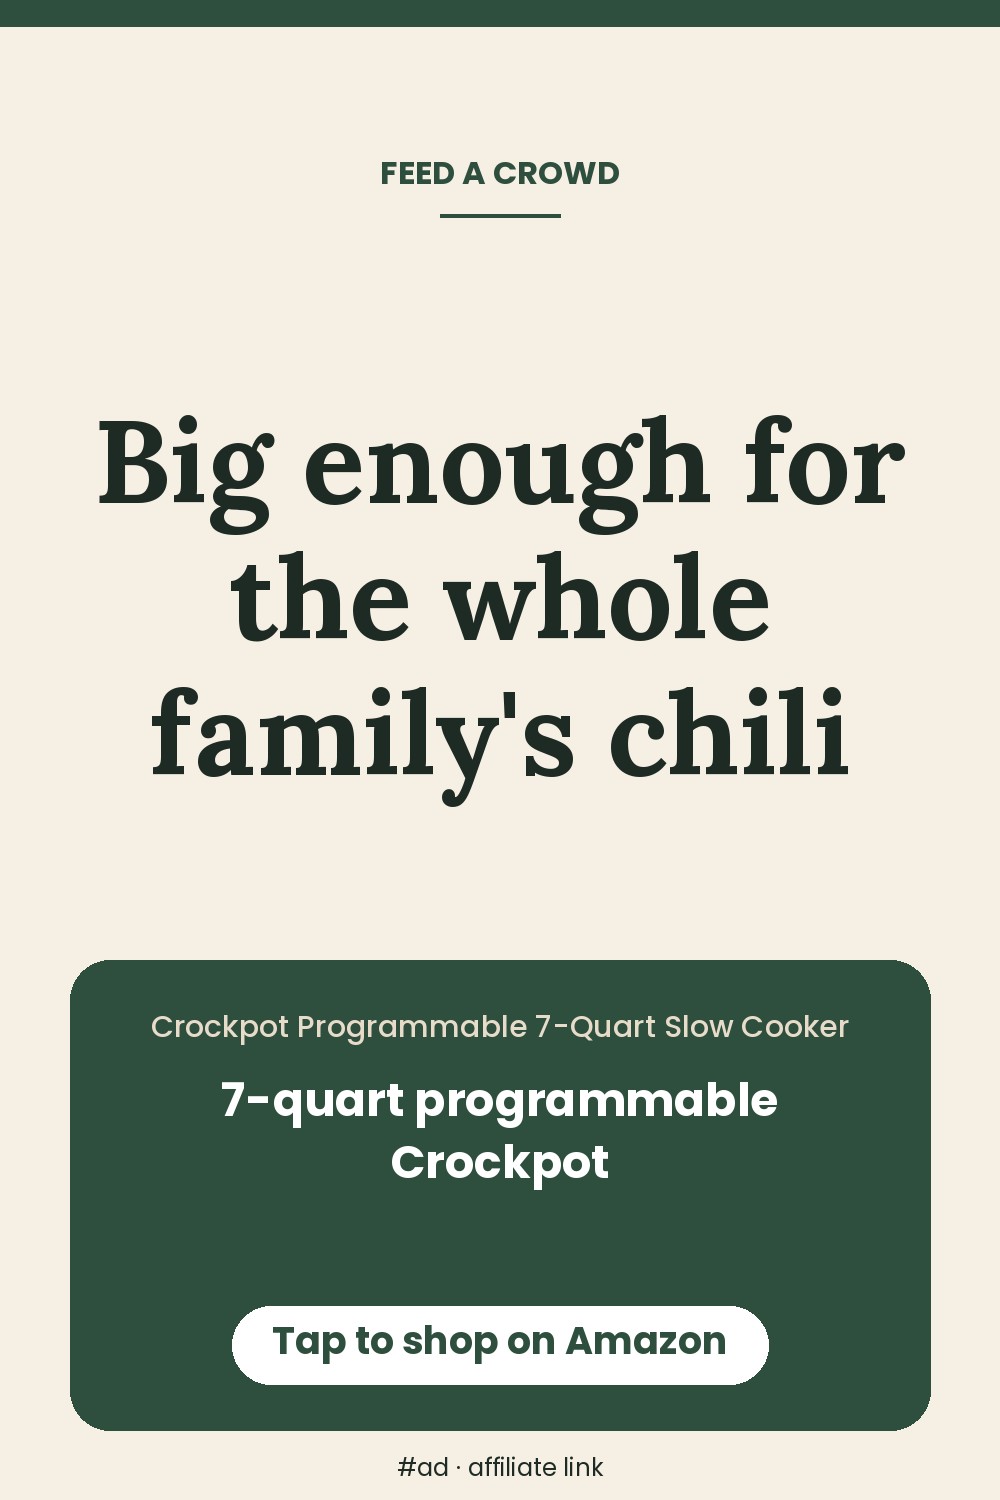 FEED A CROWD
Big enough for
the whole
family's chili
Crockpot Programmable 7-Quart Slow Cooker
7-quart programmable
Crockpot
Tap to shop on Amazon
#ad · affiliate link